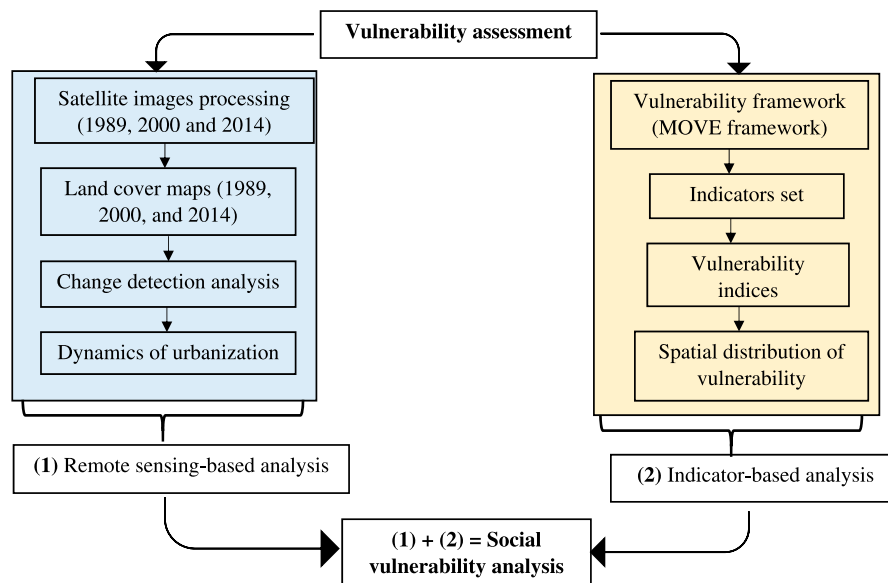 Vulnerability assessment
Satellite images processing
(1989, 2000 and 2014)
Land cover maps (1989,
2000, and 2014)
Change detection analysis
Dynamics of urbanization
(1) Remote sensing-based analysis
Vulnerability framework
(MOVE framework)
Indicators set
Vulnerability
indices
Spatial distribution of
vulnerability
(2) Indicator-based analysis
(1) + (2) = Social
vulnerability analysis